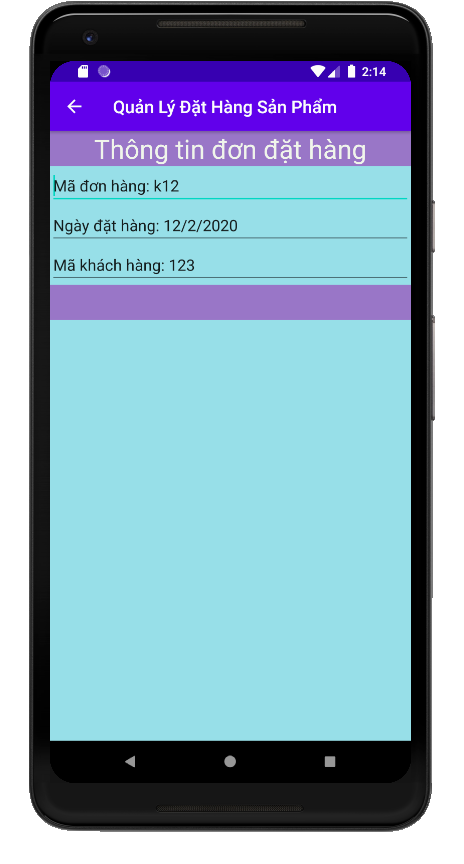 2:14
Quản Lý Đặt Hàng Sản Phẩm
Thông tin đơn đặt hàng
Mã đơn hàng: k12
Ngày đặt hàng: 12/2/2020
Mã khách hàng: 123